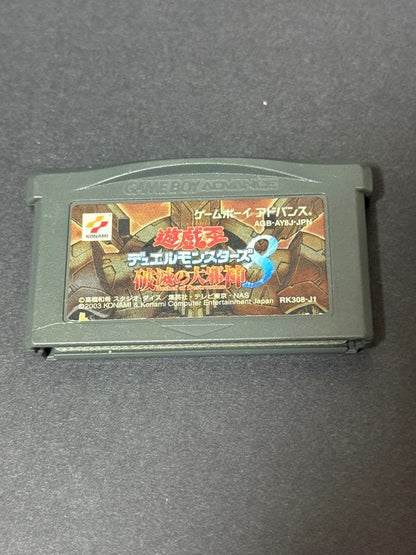 GAME BOY ADVANCE
KONAMI
ゲームボーイアドバンス®
AGB-AY8J-JPN
遊戯王
デュエルモンスターズ8
破滅の大邪神
Reshef of Destruction
©高橋和希 スタジオ・ダイス/集英社・テレビ東京・NAS
©2003 KONAMI & Konami Computer Entertainment Japan
RK308-J1